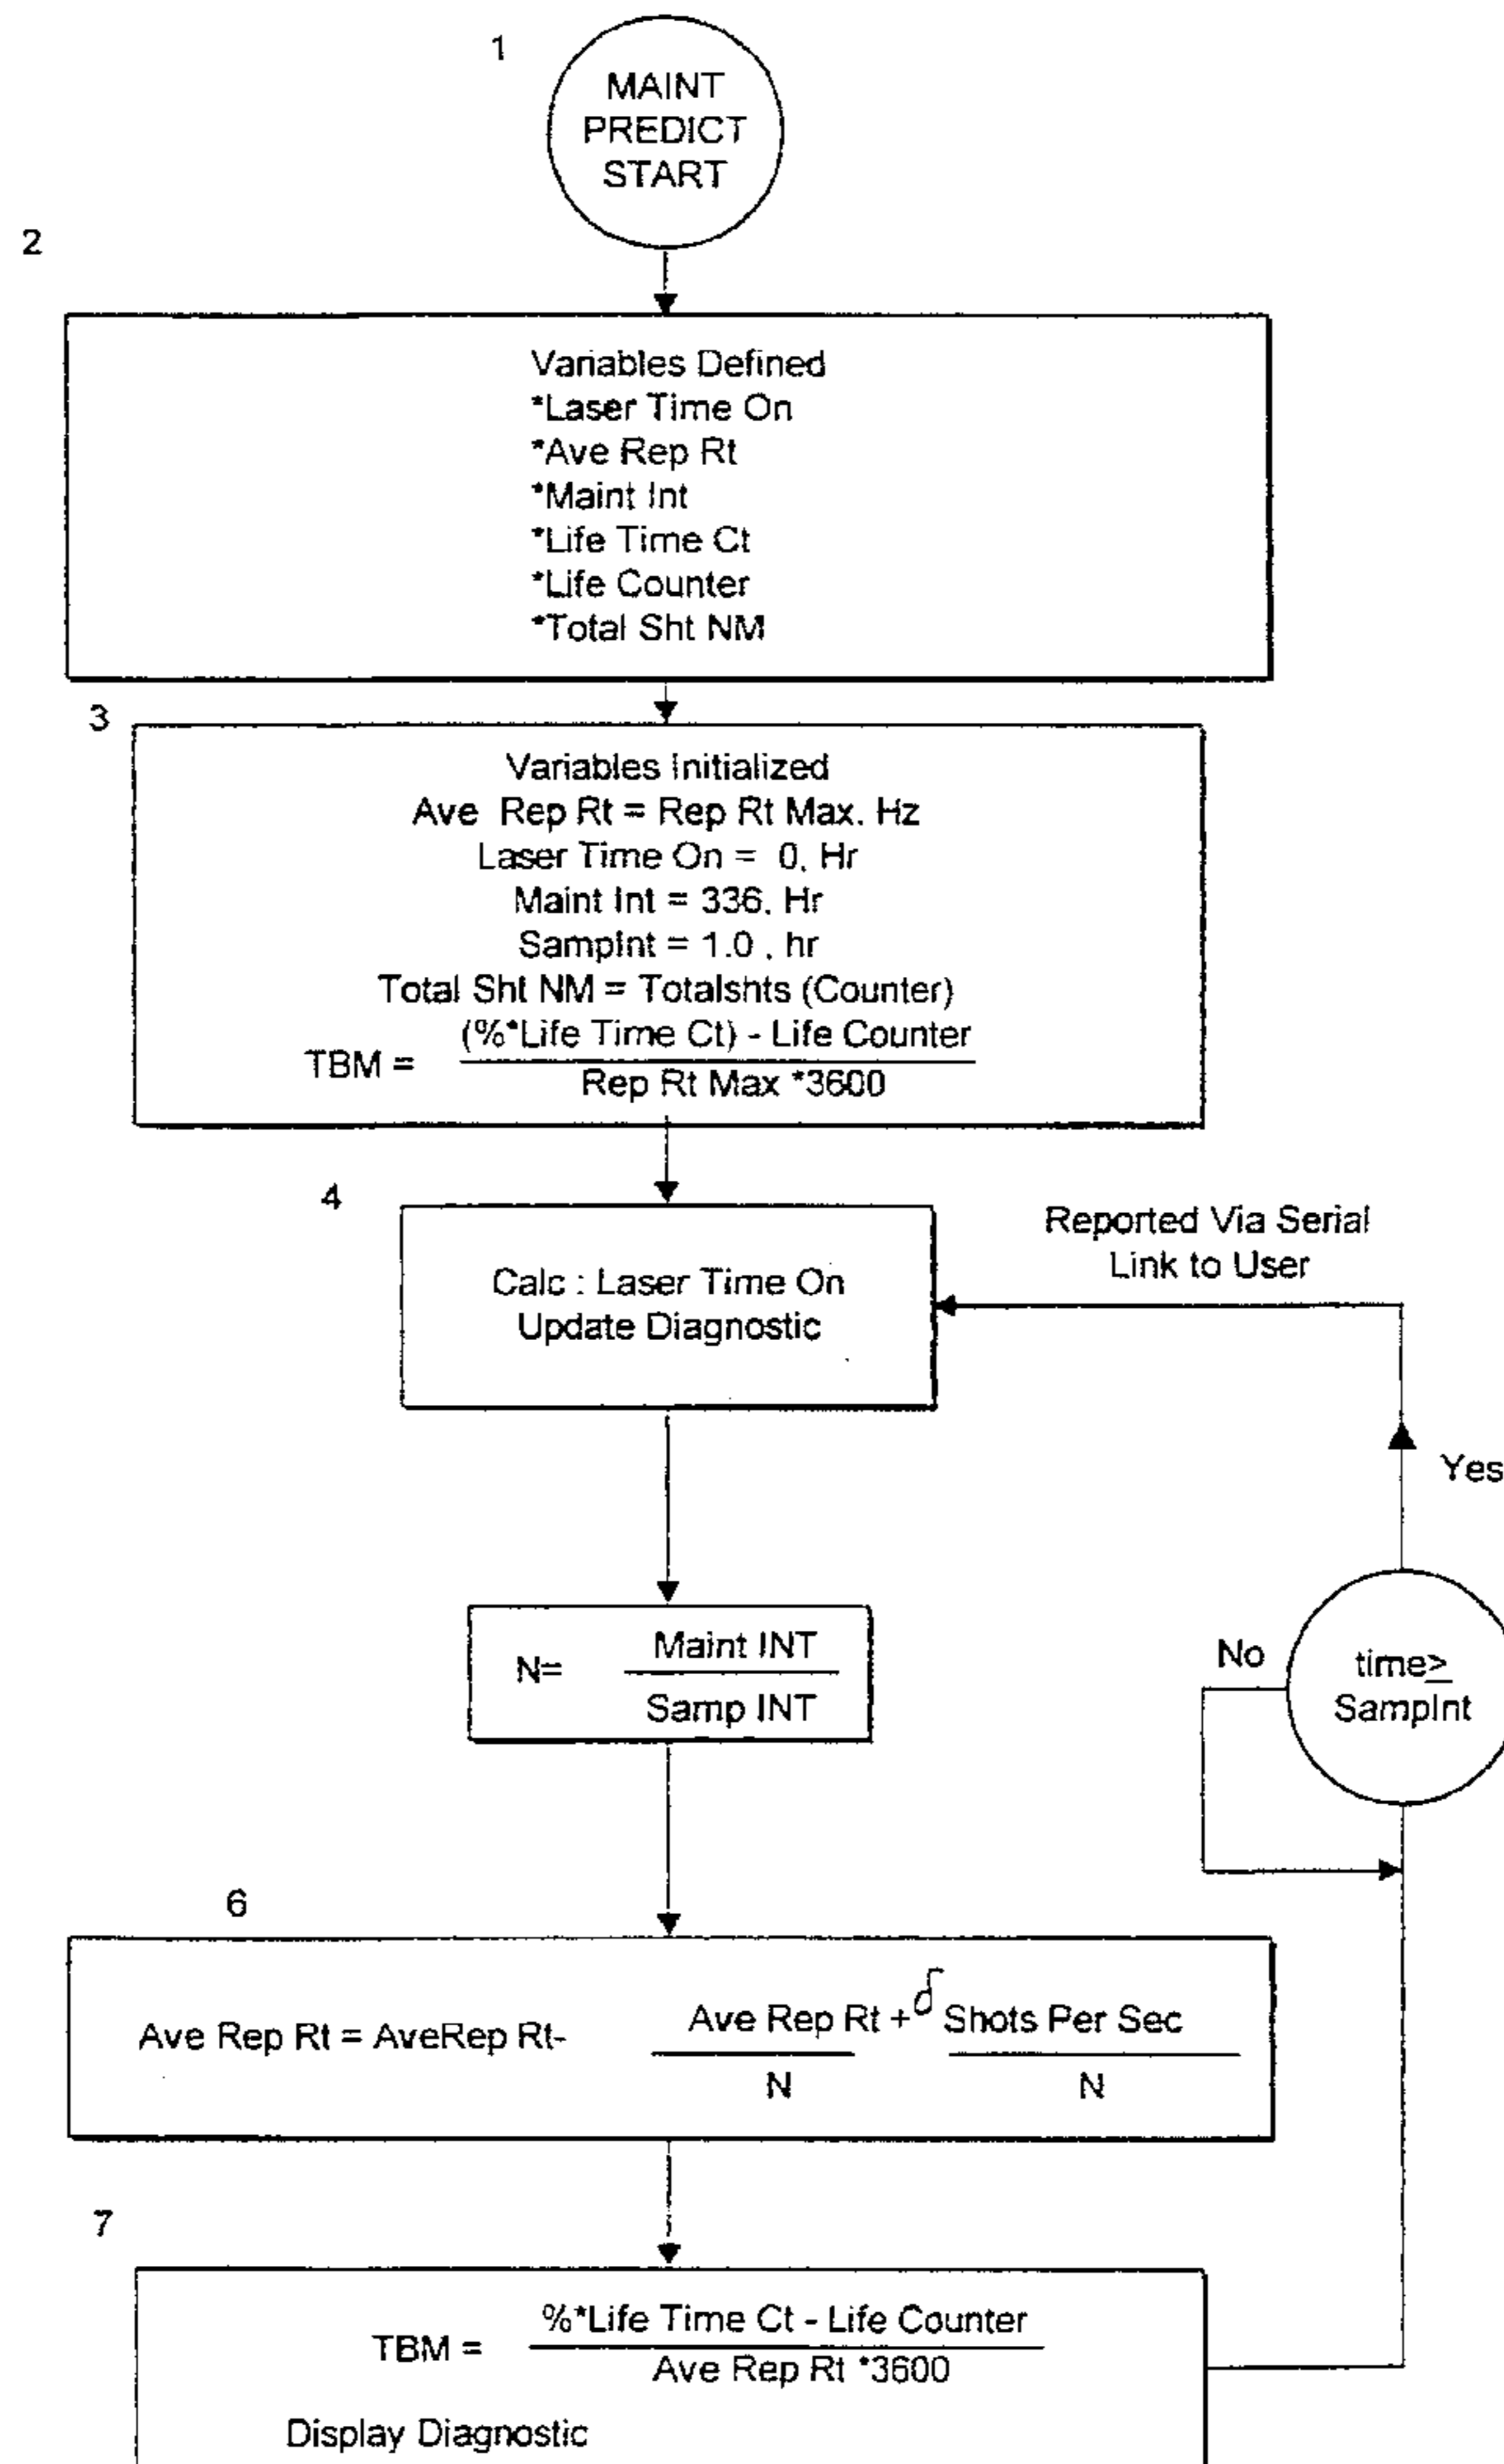 1
MAINT
PREDICT
START
2
Variables Defined
*Laser Time On
*Ave Rep Rt
*Maint Int
*Life Time Ct
*Life Counter
*Total Sht NM
3
Variables Initialized
Ave Rep Rt = Rep Rt Max. Hz
Laser Time On = 0, Hr
Maint Int = 336, Hr
SampInt = 1.0 , hr
Total Sht NM = Totalshts (Counter)
(%*Life Time Ct) - Life Counter
TBM =
Rep Rt Max *3600
4
Calc : Laser Time On
Update Diagnostic
Reported Via Serial
Link to User
Yes
N=
Maint INT
Samp INT
No
time≥
SampInt
6
Ave Rep Rt = AveRep Rt-
Ave Rep Rt + δ Shots Per Sec
N
N
7
%*Life Time Ct - Life Counter
TBM =
Ave Rep Rt *3600
Display Diagnostic